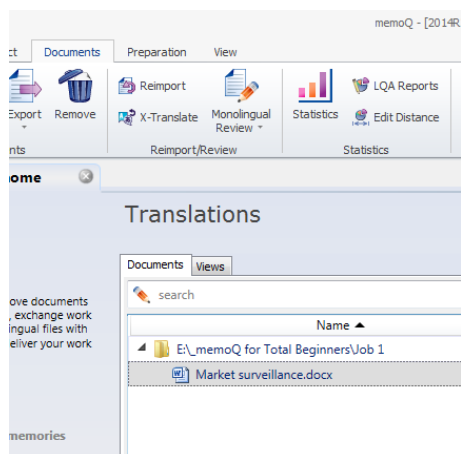 memoQ - [2014R
ct Documents Preparation View
Export Remove
Reimport
X-Translate
Monolingual
Review
Statistics
LQA Reports
Edit Distance
nts Reimport/Review Statistics
ome
Translations
Documents Views
search
Name
ove documents
, exchange work
lingual files with
eliver your work
E:\_memoQ for Total Beginners\Job 1
Market surveillance.docx
memories